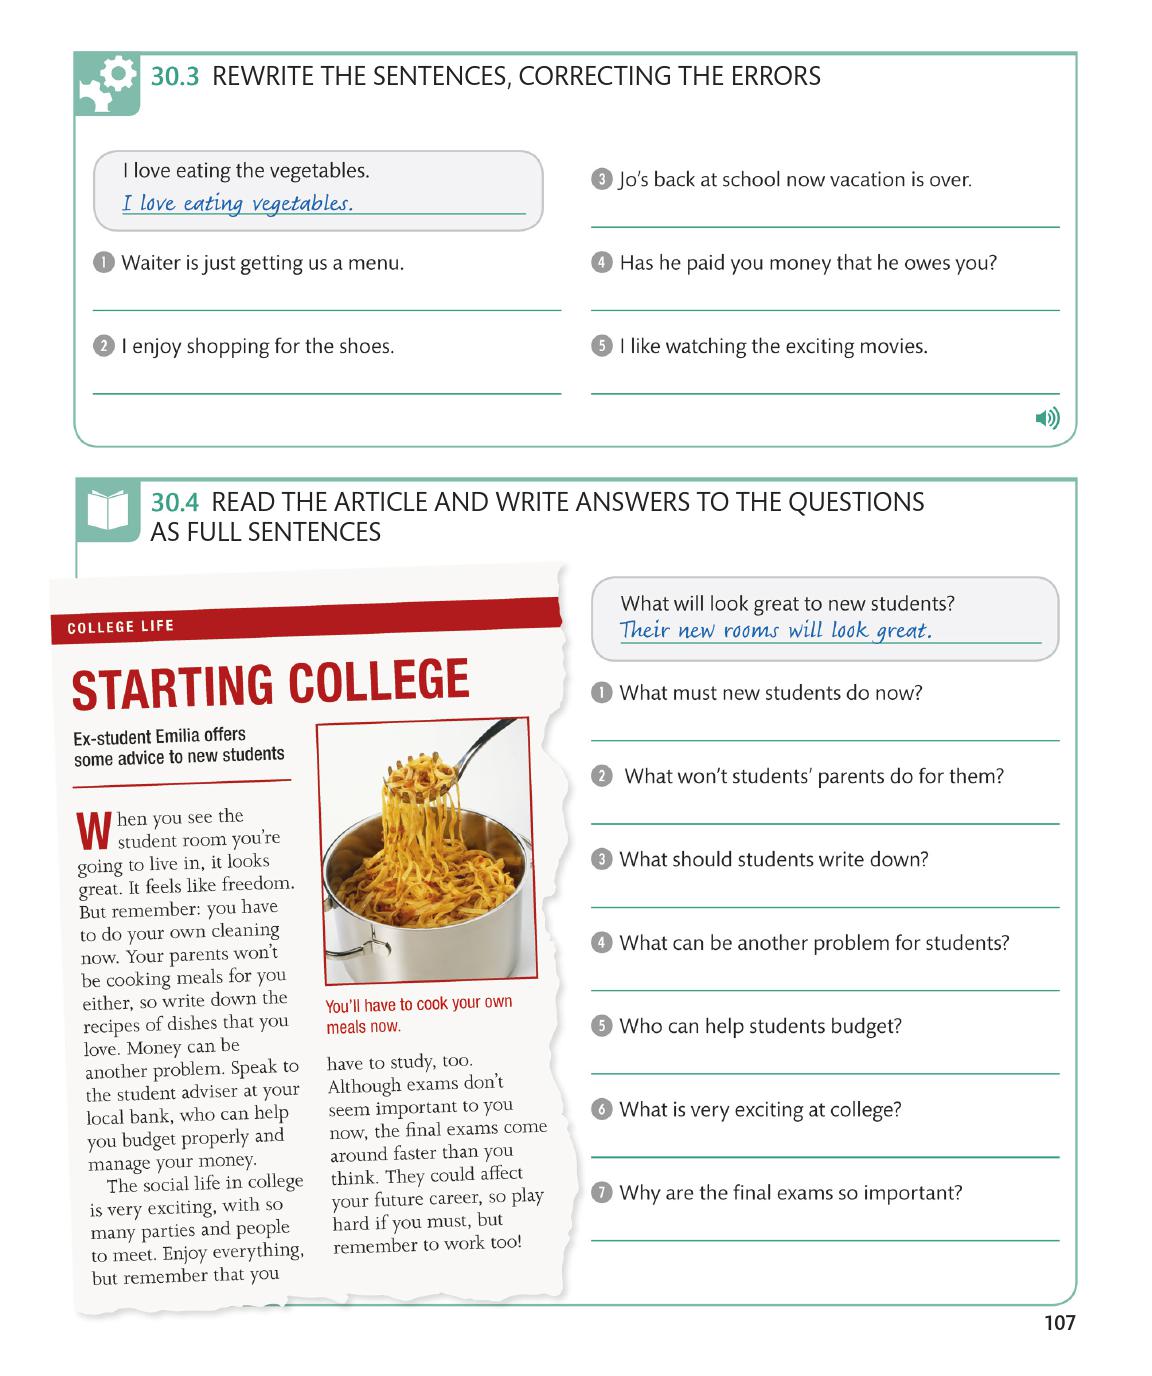 30.3 REWRITE THE SENTENCES, CORRECTING THE ERRORS
I love eating the vegetables.
I love eating vegetables.
1 Waiter is just getting us a menu.
2 I enjoy shopping for the shoes.
3 Jo's back at school now vacation is over.
4 Has he paid you money that he owes you?
5 I like watching the exciting movies.
30.4 READ THE ARTICLE AND WRITE ANSWERS TO THE QUESTIONS
AS FULL SENTENCES
COLLEGE LIFE
STARTING COLLEGE
Ex-student Emilia offers
some advice to new students
When you see the
student room you're
going to live in, it looks
great. It feels like freedom.
But remember: you have
to do your own cleaning
now. Your parents won't
be cooking meals for you
either, so write down the
recipes of dishes that you
love. Money can be
another problem. Speak to
the student adviser at your
local bank, who can help
you budget properly and
manage your money.
The social life in college
is very exciting, with so
many parties and people
to meet. Enjoy everything,
but remember that you
You'll have to cook your own
meals now.
have to study, too.
Although exams don't
seem important to you
now, the final exams come
around faster than you
think. They could affect
your future career, so play
hard if you must, but
remember to work too!
What will look great to new students?
Their new rooms will look great.
1 What must new students do now?
2 What won't students' parents do for them?
3 What should students write down?
4 What can be another problem for students?
5 Who can help students budget?
6 What is very exciting at college?
7 Why are the final exams so important?
107